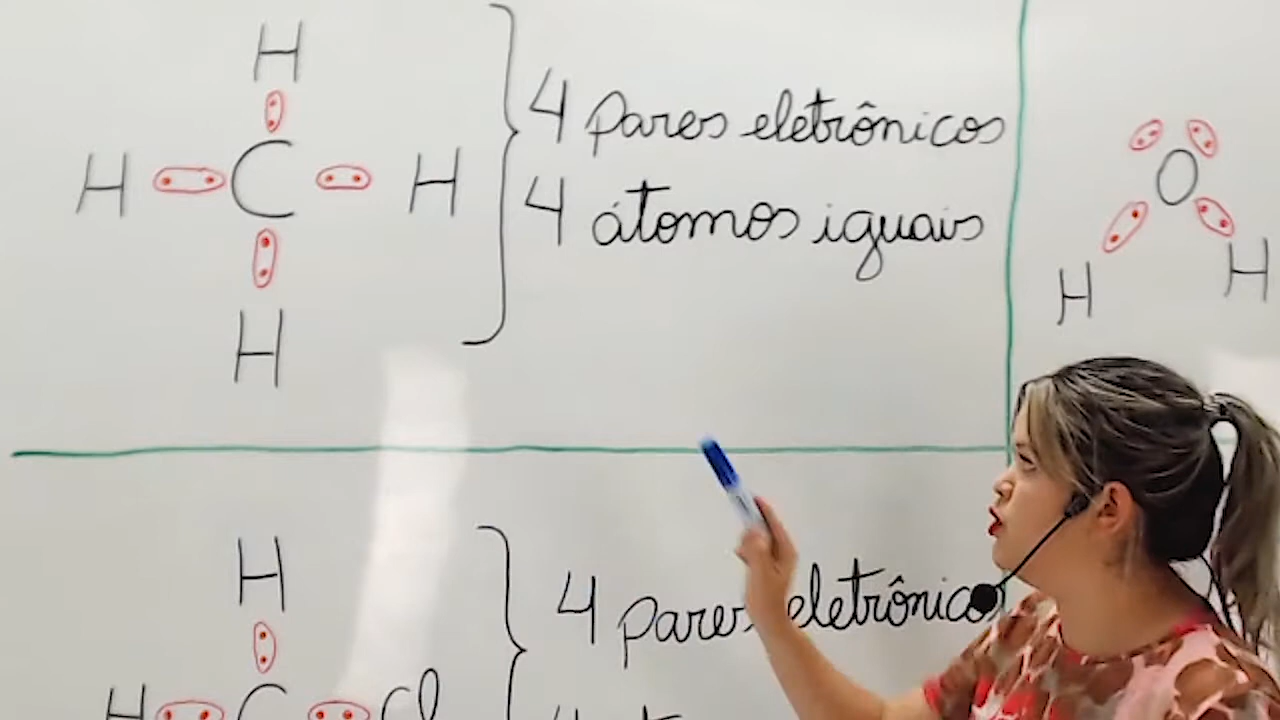 H
H C H
H
4 pares eletrônicos
4 átomos iguais
O
H H
H
H C Cl
4 pares eletrônicos